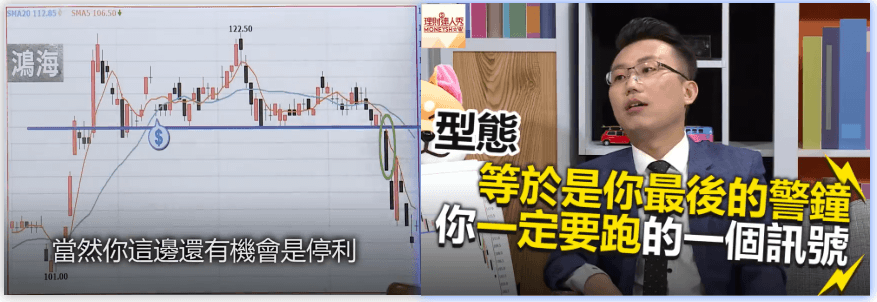 SMA20 112.65 SMA5 106.50
鴻海
122.50
$
101.00
當然你這邊還有機會是停利
理財達人秀
MONEYSHOW
型態
等於是你最後的警鐘
你一定要跑的一個訊號